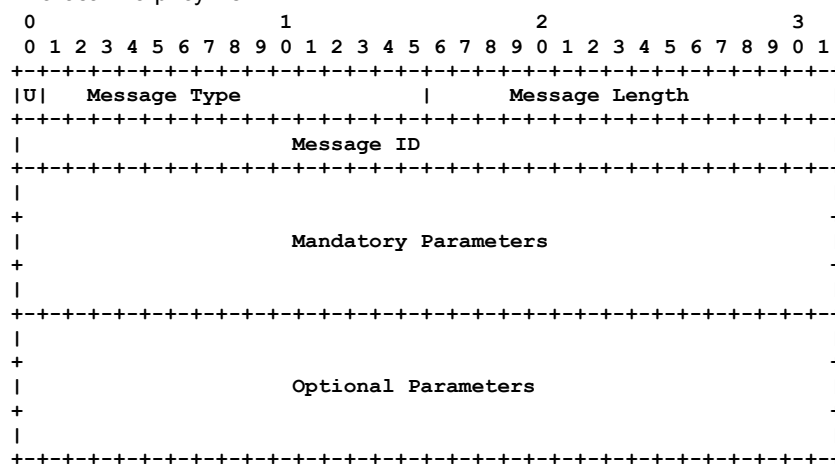 0                   1                   2                   3
0 1 2 3 4 5 6 7 8 9 0 1 2 3 4 5 6 7 8 9 0 1 2 3 4 5 6 7 8 9 0 1
+-+-+-+-+-+-+-+-+-+-+-+-+-+-+-+-+-+-+-+-+-+-+-+-+-+-+-+-+-+-+-+--
|U|   Message Type              |      Message Length
+-+-+-+-+-+-+-+-+-+-+-+-+-+-+-+-+-+-+-+-+-+-+-+-+-+-+-+-+-+-+-+--
|                     Message ID
+-+-+-+-+-+-+-+-+-+-+-+-+-+-+-+-+-+-+-+-+-+-+-+-+-+-+-+-+-+-+-+--
|
+                                                               -
|                     Mandatory Parameters
+                                                               -
|
+-+-+-+-+-+-+-+-+-+-+-+-+-+-+-+-+-+-+-+-+-+-+-+-+-+-+-+-+-+-+-+--
|
+                                                               -
|                     Optional Parameters
+                                                               -
|
+-+-+-+-+-+-+-+-+-+-+-+-+-+-+-+-+-+-+-+-+-+-+-+-+-+-+-+-+-+-+-+--